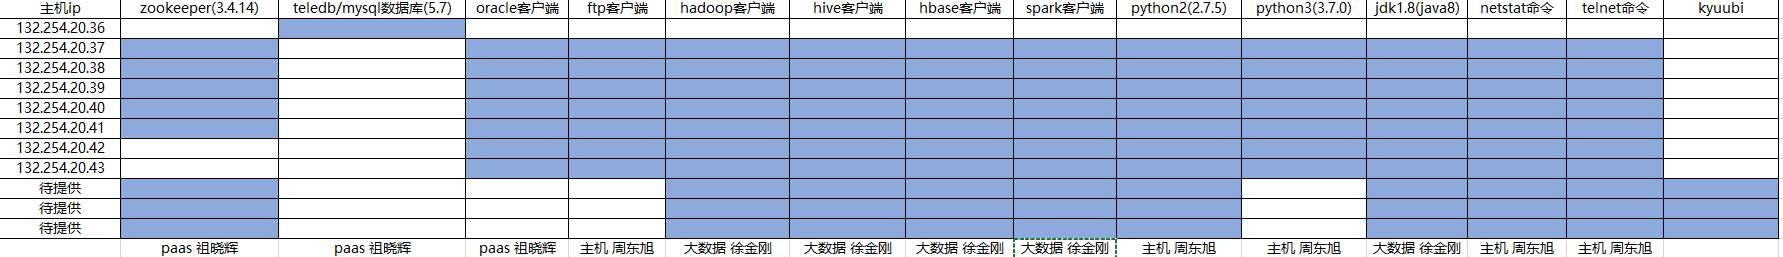 主机ip zookeeper(3.4.14) teledb/mysql数据库(5.7) oracle客户端 ftp客户端 hadoop客户端 hive客户端 hbase客户端 spark客户端 python2(2.7.5) python3(3.7.0) jdk1.8(java8) netstat命令 telnet命令 kyuubi
132.254.20.36
132.254.20.37
132.254.20.38
132.254.20.39
132.254.20.40
132.254.20.41
132.254.20.42
132.254.20.43
待提供
待提供
待提供
paas 祖晓辉 paas 祖晓辉 paas 祖晓辉 主机 周东旭 大数据 徐金刚 大数据 徐金刚 大数据 徐金刚 大数据 徐金刚 主机 周东旭 主机 周东旭 大数据 徐金刚 主机 周东旭 主机 周东旭